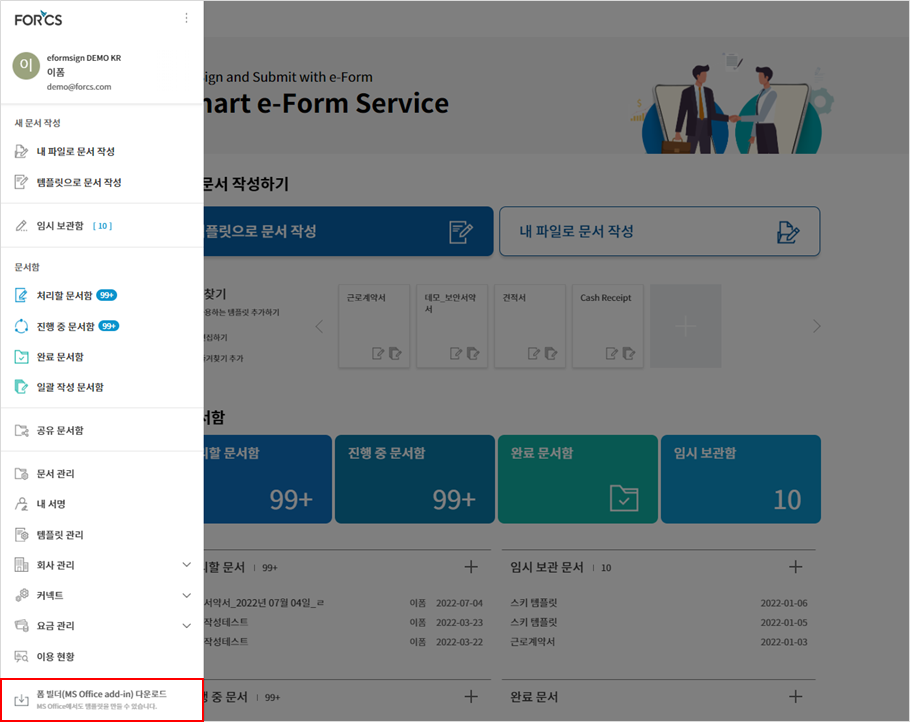 FORCS
이
eformsign DEMO KR
이폼
demo@forcs.com
새 문서 작성
내 파일로 문서 작성
템플릿으로 문서 작성
임시 보관함 [ 10 ]
문서함
처리할 문서함 99+
진행 중 문서함 99+
완료 문서함
일괄 작성 문서함
공유 문서함
문서 관리
내 서명
템플릿 관리
회사 관리
커넥트
요금 관리
이용 현황
폼 빌더(MS Office add-in) 다운로드
MS Office에서도 템플릿을 만들 수 있습니다.
ign and Submit with e-Form
art e-Form Service
문서 작성하기
플릿으로 문서 작성
내 파일로 문서 작성
찾기
용하는 템플릿 추가하기
집하기
겨찾기 추가
근로계약서
데모_보안서약
서
견적서
Cash Receipt
서함
할 문서함
99+
진행 중 문서함
99+
완료 문서함
임시 보관함
10
할 문서 | 99+
서약서_2022년 07월 04일_ㄹ 이폼 2022-07-04
작성테스트 이폼 2022-03-23
작성테스트 이폼 2022-03-22
임시 보관 문서 | 10
스키 템플릿 2022-01-06
스키 템플릿 2022-01-05
근로계약서 2022-01-03
행 중 문서 | 99+
완료 문서